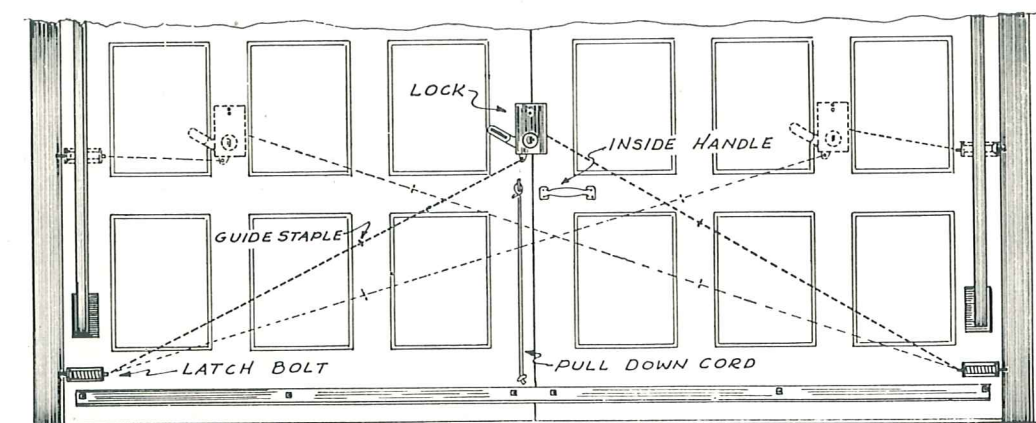 LOCK
INSIDE HANDLE
GUIDE STAPLE
LATCH BOLT
PULL DOWN CORD